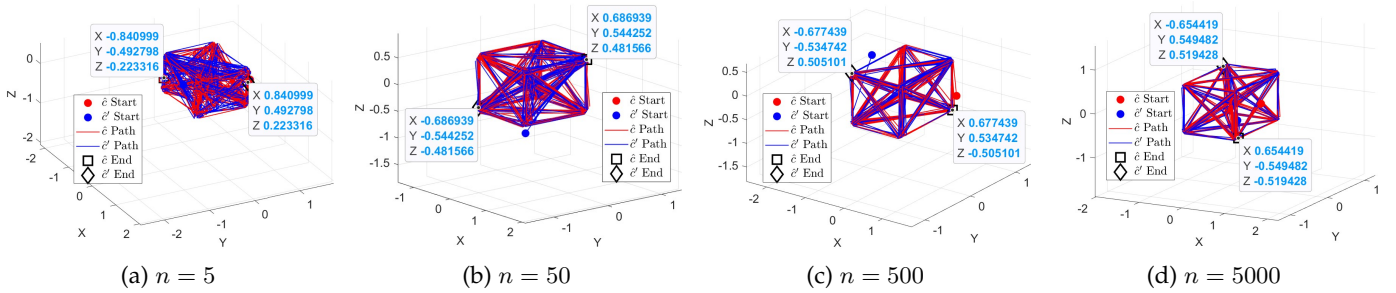 X -0.840999
Y -0.492798
Z -0.223316
X 0.840999
Y 0.492798
Z 0.223316
ĉ Start
ĉ′ Start
ĉ Path
ĉ′ Path
ĉ End
ĉ′ End
0
-1
-2
Z
-2
-1
0
1
2
X
-2
-1
0
1
Y
(a) n = 5
X 0.686939
Y 0.544252
Z 0.481566
X -0.686939
Y -0.544252
Z -0.481566
ĉ Start
ĉ′ Start
ĉ Path
ĉ′ Path
ĉ End
ĉ′ End
0.5
0
-0.5
-1
-1.5
Z
-1
0
1
2
X
-1
0
1
Y
(b) n = 50
X -0.677439
Y -0.534742
Z 0.505101
X 0.677439
Y 0.534742
Z -0.505101
ĉ Start
ĉ′ Start
ĉ Path
ĉ′ Path
ĉ End
ĉ′ End
0.5
0
-0.5
-1
-1.5
Z
-1
0
1
2
X
-1
0
1
Y
(c) n = 500
X -0.654419
Y 0.549482
Z 0.519428
X 0.654419
Y -0.549482
Z -0.519428
ĉ Start
ĉ′ Start
ĉ Path
ĉ′ Path
ĉ End
ĉ′ End
1
0
-1
Z
-2
-1
0
1
2
X
-1
0
1
Y
(d) n = 5000